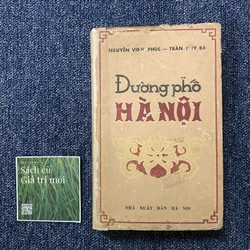 NGUYỄN VINH PHÚC - TRẦN HUY BÁ
Đường phố
HÀ NỘI
NHÀ XUẤT BẢN HÀ NỘI
Sách cũ
Giá trị mới